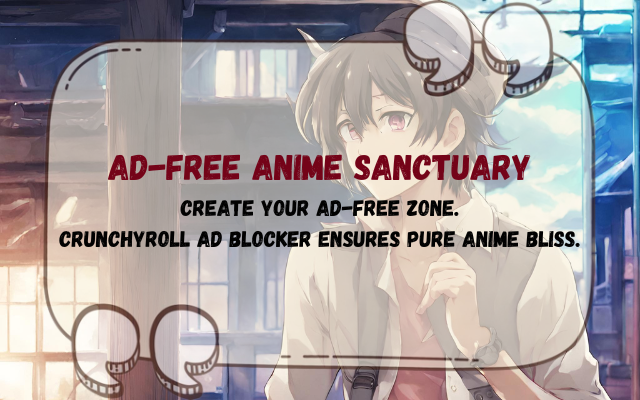 AD-FREE ANIME SANCTUARY
CREATE YOUR AD-FREE ZONE.
CRUNCHYROLL AD BLOCKER ENSURES PURE ANIME BLISS.